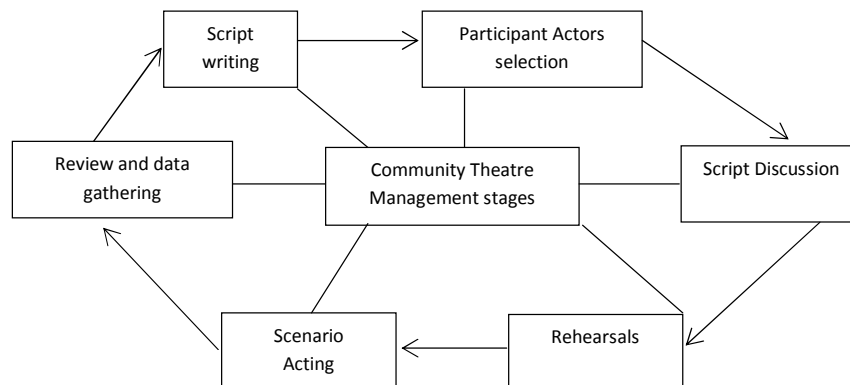 Script
writing
Participant Actors
selection
Review and data
gathering
Community Theatre
Management stages
Script Discussion
Scenario
Acting
Rehearsals